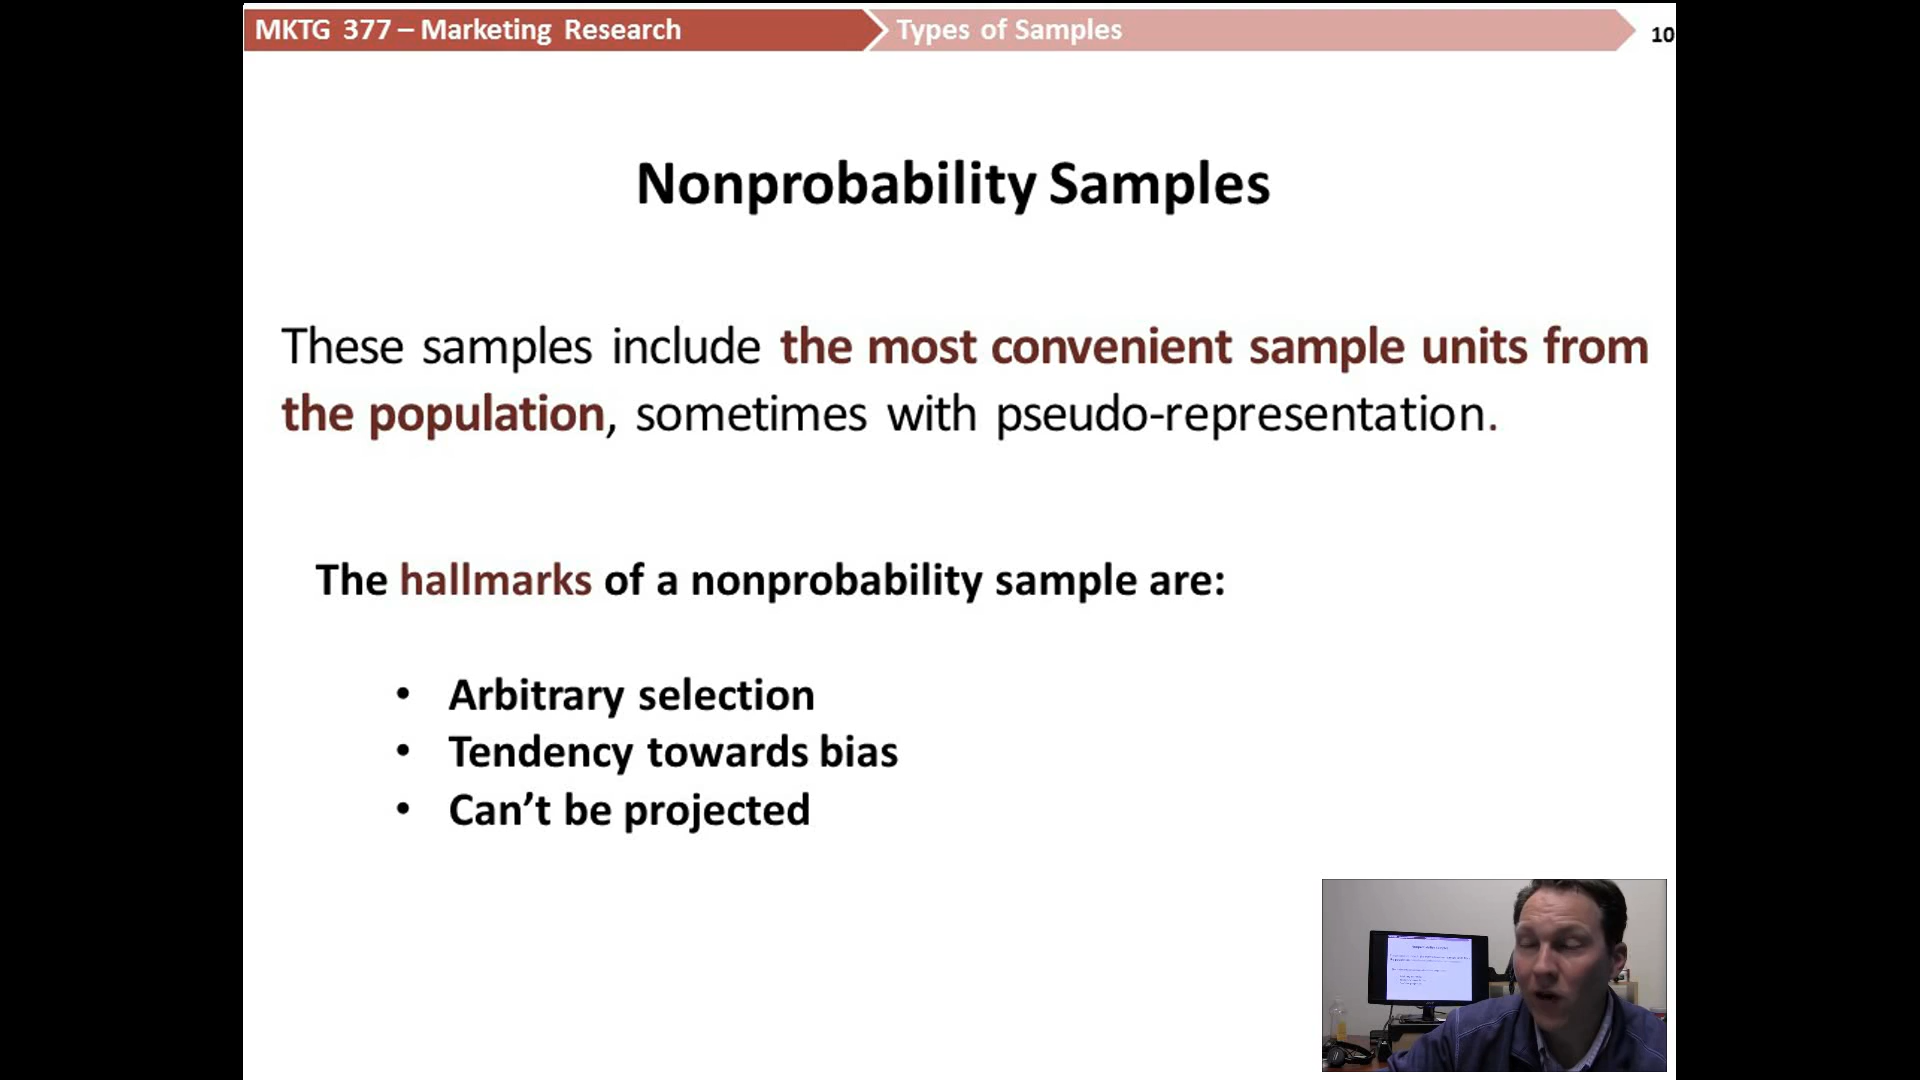 MKTG 377 – Marketing Research
Types of Samples
10
Nonprobability Samples
These samples include the most convenient sample units from
the population, sometimes with pseudo-representation.
The hallmarks of a nonprobability sample are:
• Arbitrary selection
• Tendency towards bias
• Can’t be projected